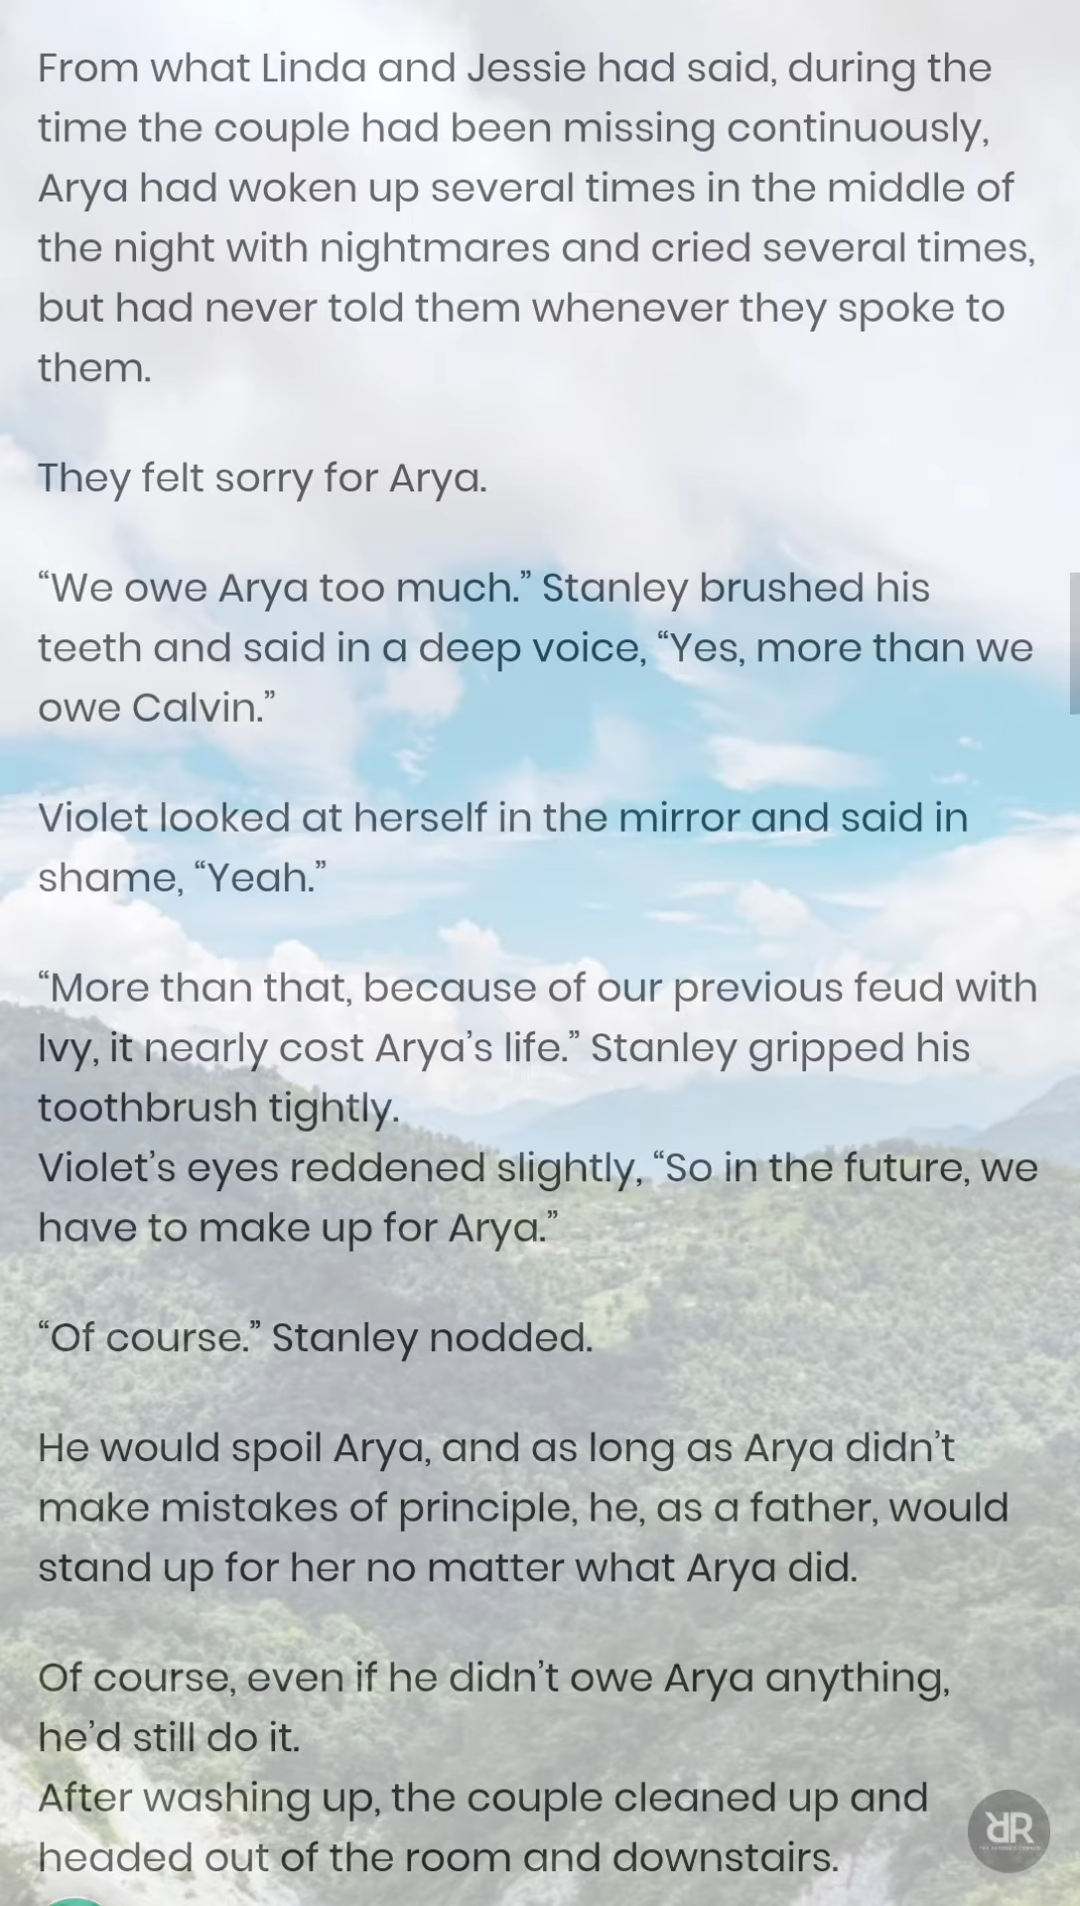 From what Linda and Jessie had said, during the
time the couple had been missing continuously,
Arya had woken up several times in the middle of
the night with nightmares and cried several times,
but had never told them whenever they spoke to
them.
They felt sorry for Arya.
“We owe Arya too much.” Stanley brushed his
teeth and said in a deep voice, “Yes, more than we
owe Calvin.”
Violet looked at herself in the mirror and said in
shame, “Yeah.”
“More than that, because of our previous feud with
Ivy, it nearly cost Arya’s life.” Stanley gripped his
toothbrush tightly.
Violet’s eyes reddened slightly, “So in the future, we
have to make up for Arya.”
“Of course.” Stanley nodded.
He would spoil Arya, and as long as Arya didn’t
make mistakes of principle, he, as a father, would
stand up for her no matter what Arya did.
Of course, even if he didn’t owe Arya anything,
he’d still do it.
After washing up, the couple cleaned up and
headed out of the room and downstairs.
RR